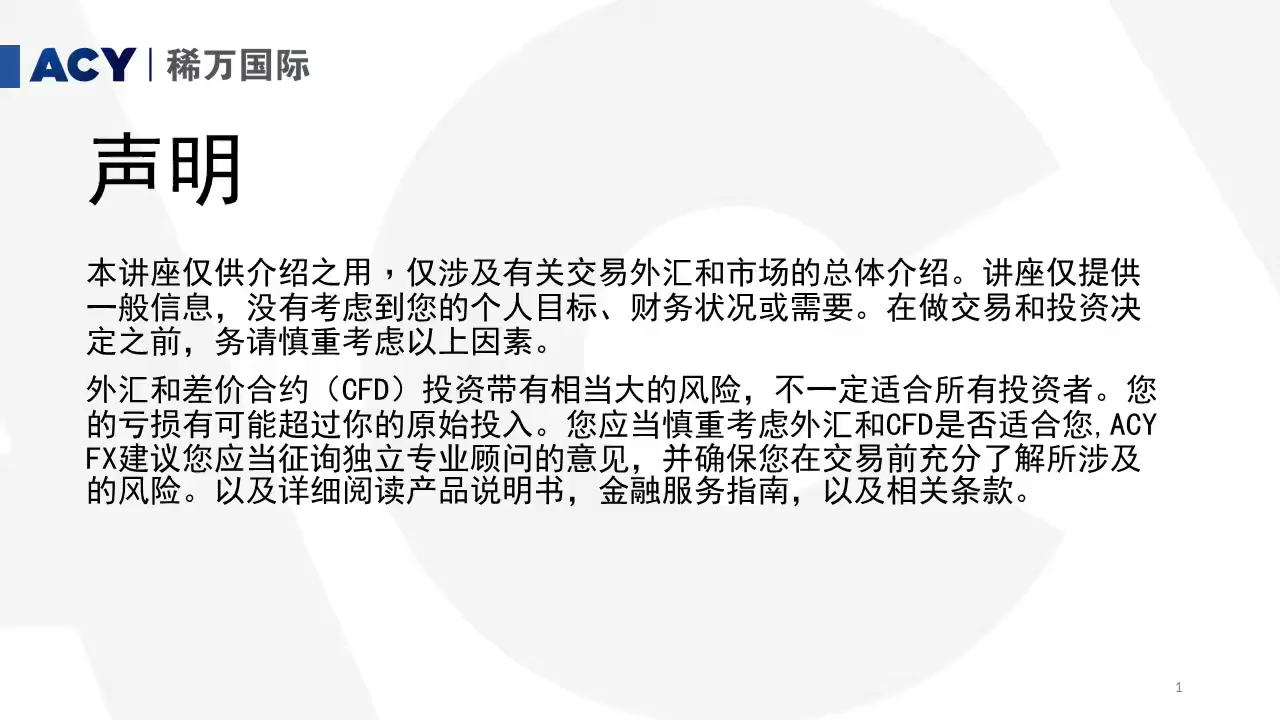 ACY | 稀万国际
声明
本讲座仅供介绍之用，仅涉及有关交易外汇和市场的总体介绍。讲座仅提供
一般信息，没有考虑到您的个人目标、财务状况或需要。在做交易和投资决
定之前，务请慎重考虑以上因素。
外汇和差价合约（CFD）投资带有相当大的风险，不一定适合所有投资者。您
的亏损有可能超过你的原始投入。您应当慎重考虑外汇和CFD是否适合您,ACY
FX建议您应当征询独立专业顾问的意见，并确保您在交易前充分了解所涉及
的风险。以及详细阅读产品说明书，金融服务指南，以及相关条款。
1